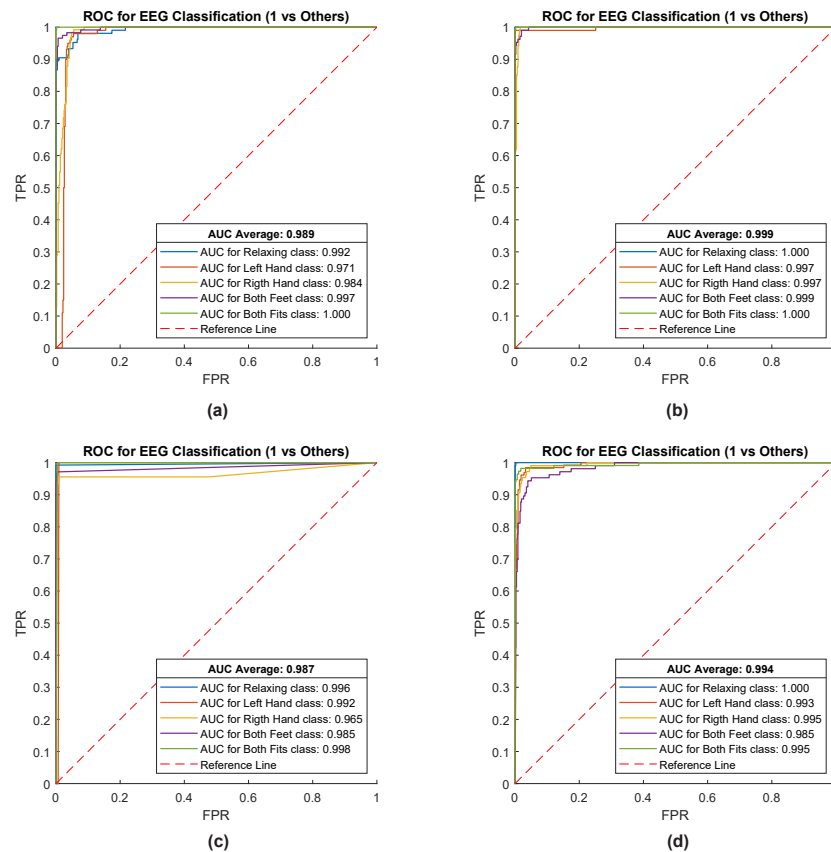 ROC for EEG Classification (1 vs Others)
1
0.9
0.8
0.7
0.6
0.5
0.4
0.3
0.2
0.1
0
TPR
AUC Average: 0.989
AUC for Relaxing class: 0.992
AUC for Left Hand class: 0.971
AUC for Rigth Hand class: 0.984
AUC for Both Feet class: 0.997
AUC for Both Fits class: 1.000
Reference Line
0 0.2 0.4 0.6 0.8 1
FPR
(a)
ROC for EEG Classification (1 vs Others)
1
0.9
0.8
0.7
0.6
0.5
0.4
0.3
0.2
0.1
0
TPR
AUC Average: 0.999
AUC for Relaxing class: 1.000
AUC for Left Hand class: 0.997
AUC for Rigth Hand class: 0.997
AUC for Both Feet class: 0.999
AUC for Both Fits class: 1.000
Reference Line
0 0.2 0.4 0.6 0.8
FPR
(b)
ROC for EEG Classification (1 vs Others)
1
0.9
0.8
0.7
0.6
0.5
0.4
0.3
0.2
0.1
0
TPR
AUC Average: 0.987
AUC for Relaxing class: 0.996
AUC for Left Hand class: 0.992
AUC for Rigth Hand class: 0.965
AUC for Both Feet class: 0.985
AUC for Both Fits class: 0.998
Reference Line
0 0.2 0.4 0.6 0.8 1
FPR
(c)
ROC for EEG Classification (1 vs Others)
1
0.9
0.8
0.7
0.6
0.5
0.4
0.3
0.2
0.1
0
TPR
AUC Average: 0.994
AUC for Relaxing class: 1.000
AUC for Left Hand class: 0.993
AUC for Rigth Hand class: 0.995
AUC for Both Feet class: 0.985
AUC for Both Fits class: 0.995
Reference Line
0 0.2 0.4 0.6 0.8
FPR
(d)